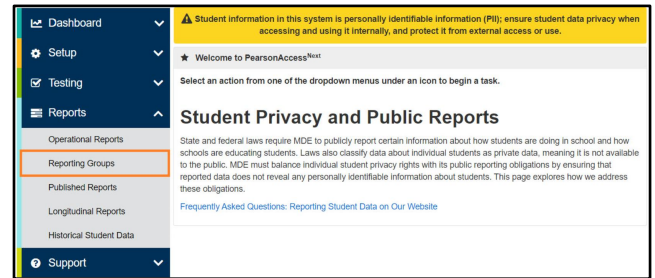 Dashboard
Setup
Testing
Reports
Operational Reports
Reporting Groups
Published Reports
Longitudinal Reports
Historical Student Data
Support
Student information in this system is personally identifiable information (PII); ensure student data privacy when
accessing and using it internally, and protect it from external access or use.
Welcome to PearsonAccessNext
Select an action from one of the dropdown menus under an icon to begin a task.
Student Privacy and Public Reports
State and federal laws require MDE to publicly report certain information about how students are doing in school and how
schools are educating students. Laws also classify data about individual students as private data, meaning it is not available
to the public. MDE must balance individual student privacy rights with its public reporting obligations by ensuring that
reported data does not reveal any personally identifiable information about students. This page explores how we address
these obligations.
Frequently Asked Questions: Reporting Student Data on Our Website